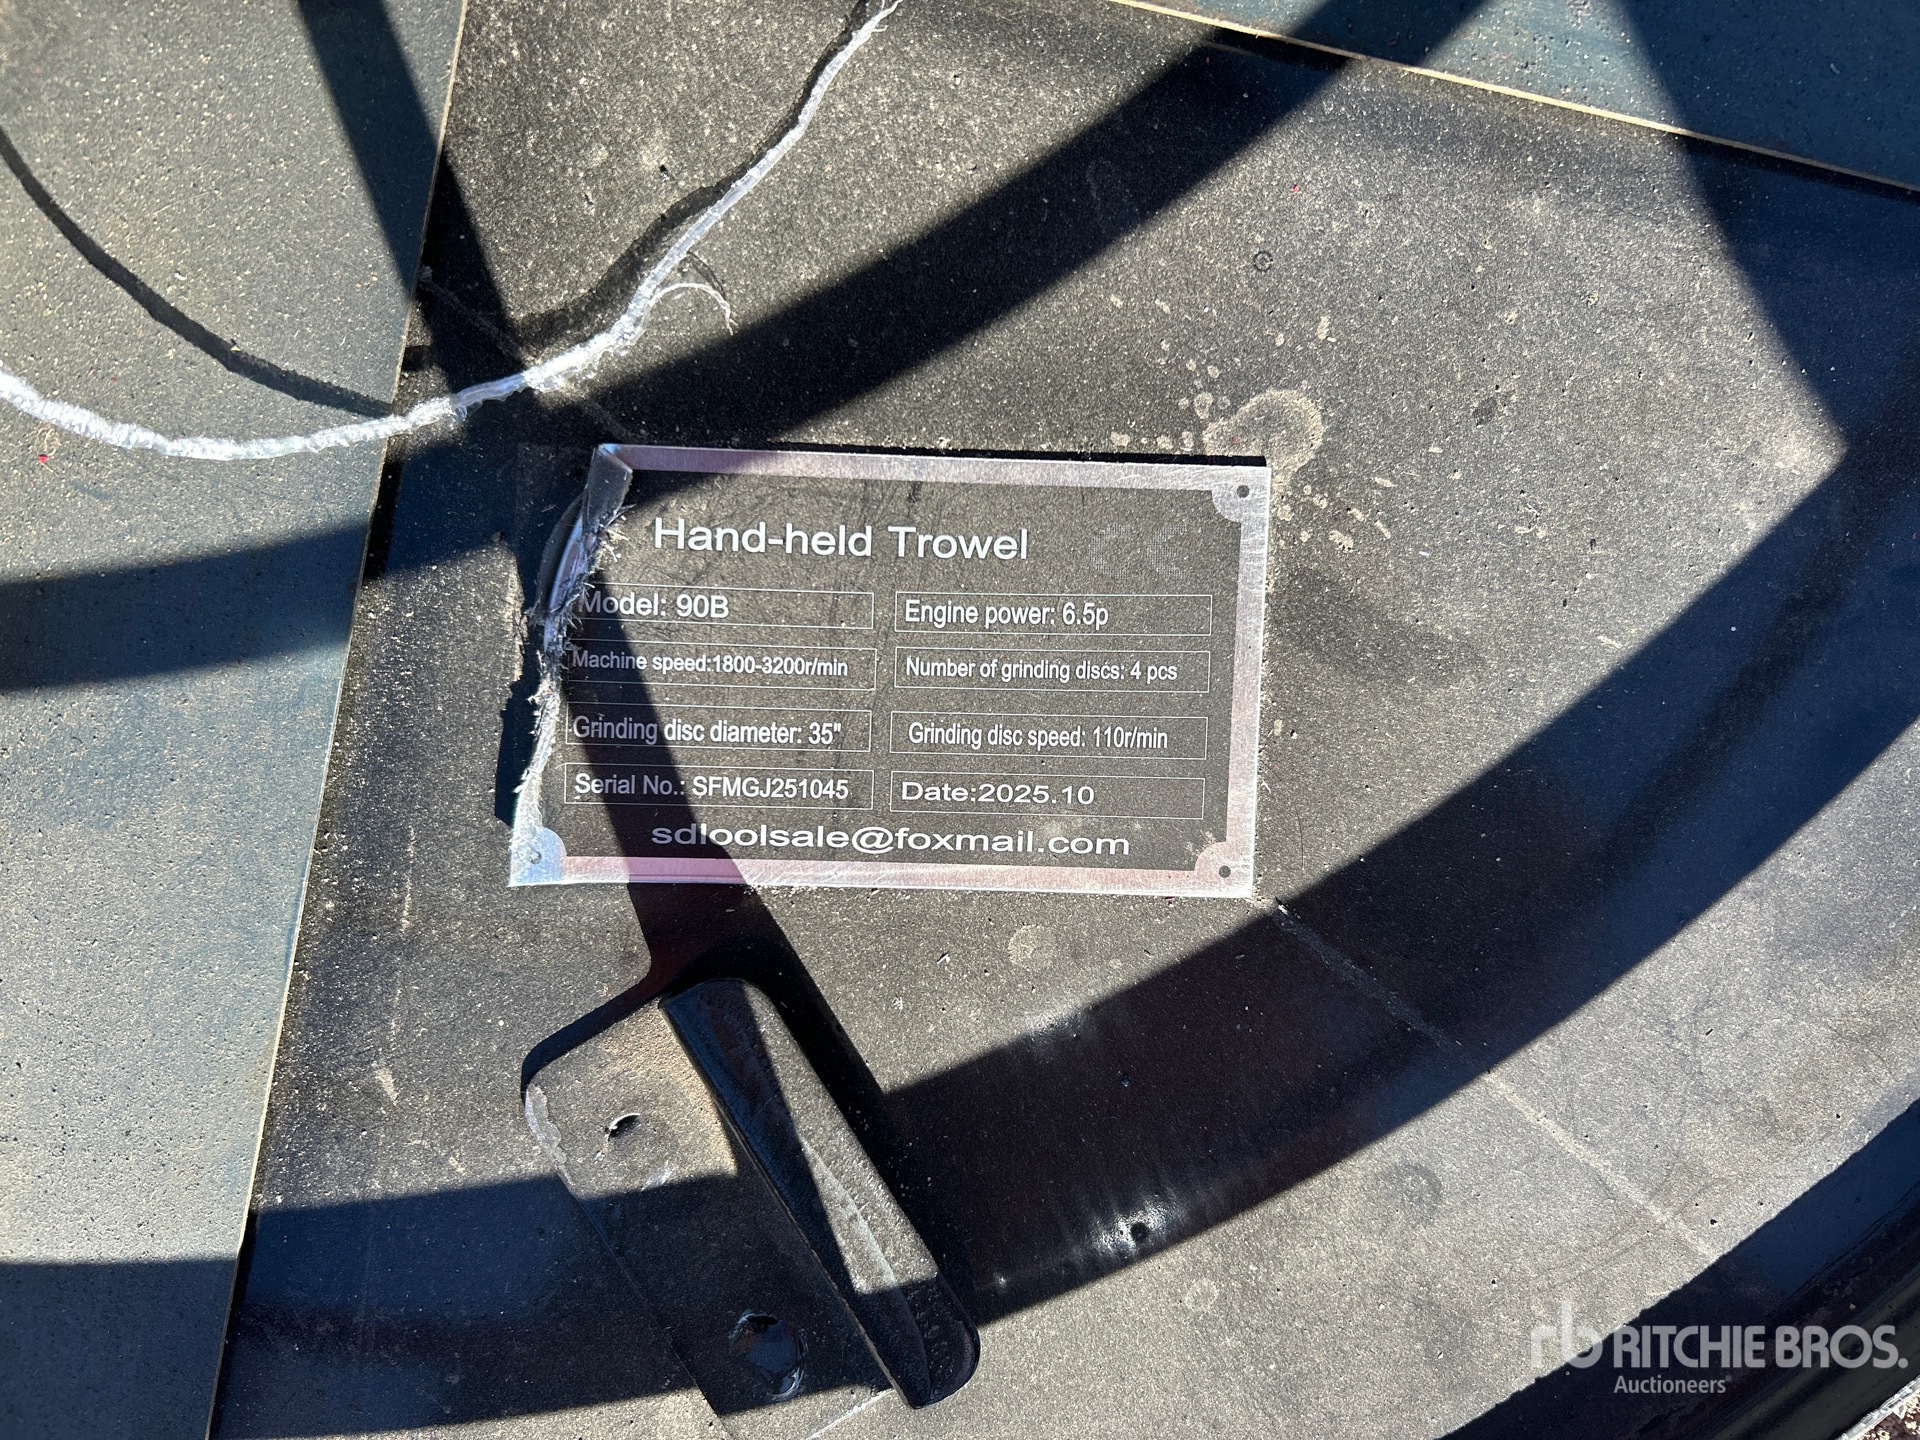 Hand-held Trowel CE
Model: 90B
Engine power: 6.5p
Machine speed:1800-3200r/min
Number of grinding discs: 4 pcs
Grinding disc diameter: 35"
Grinding disc speed: 110r/min
Serial No.: SFMGJ251045
Date:2025.10
sdloolsale@foxmail.com
rb RITCHIE BROS.
Auctioneers